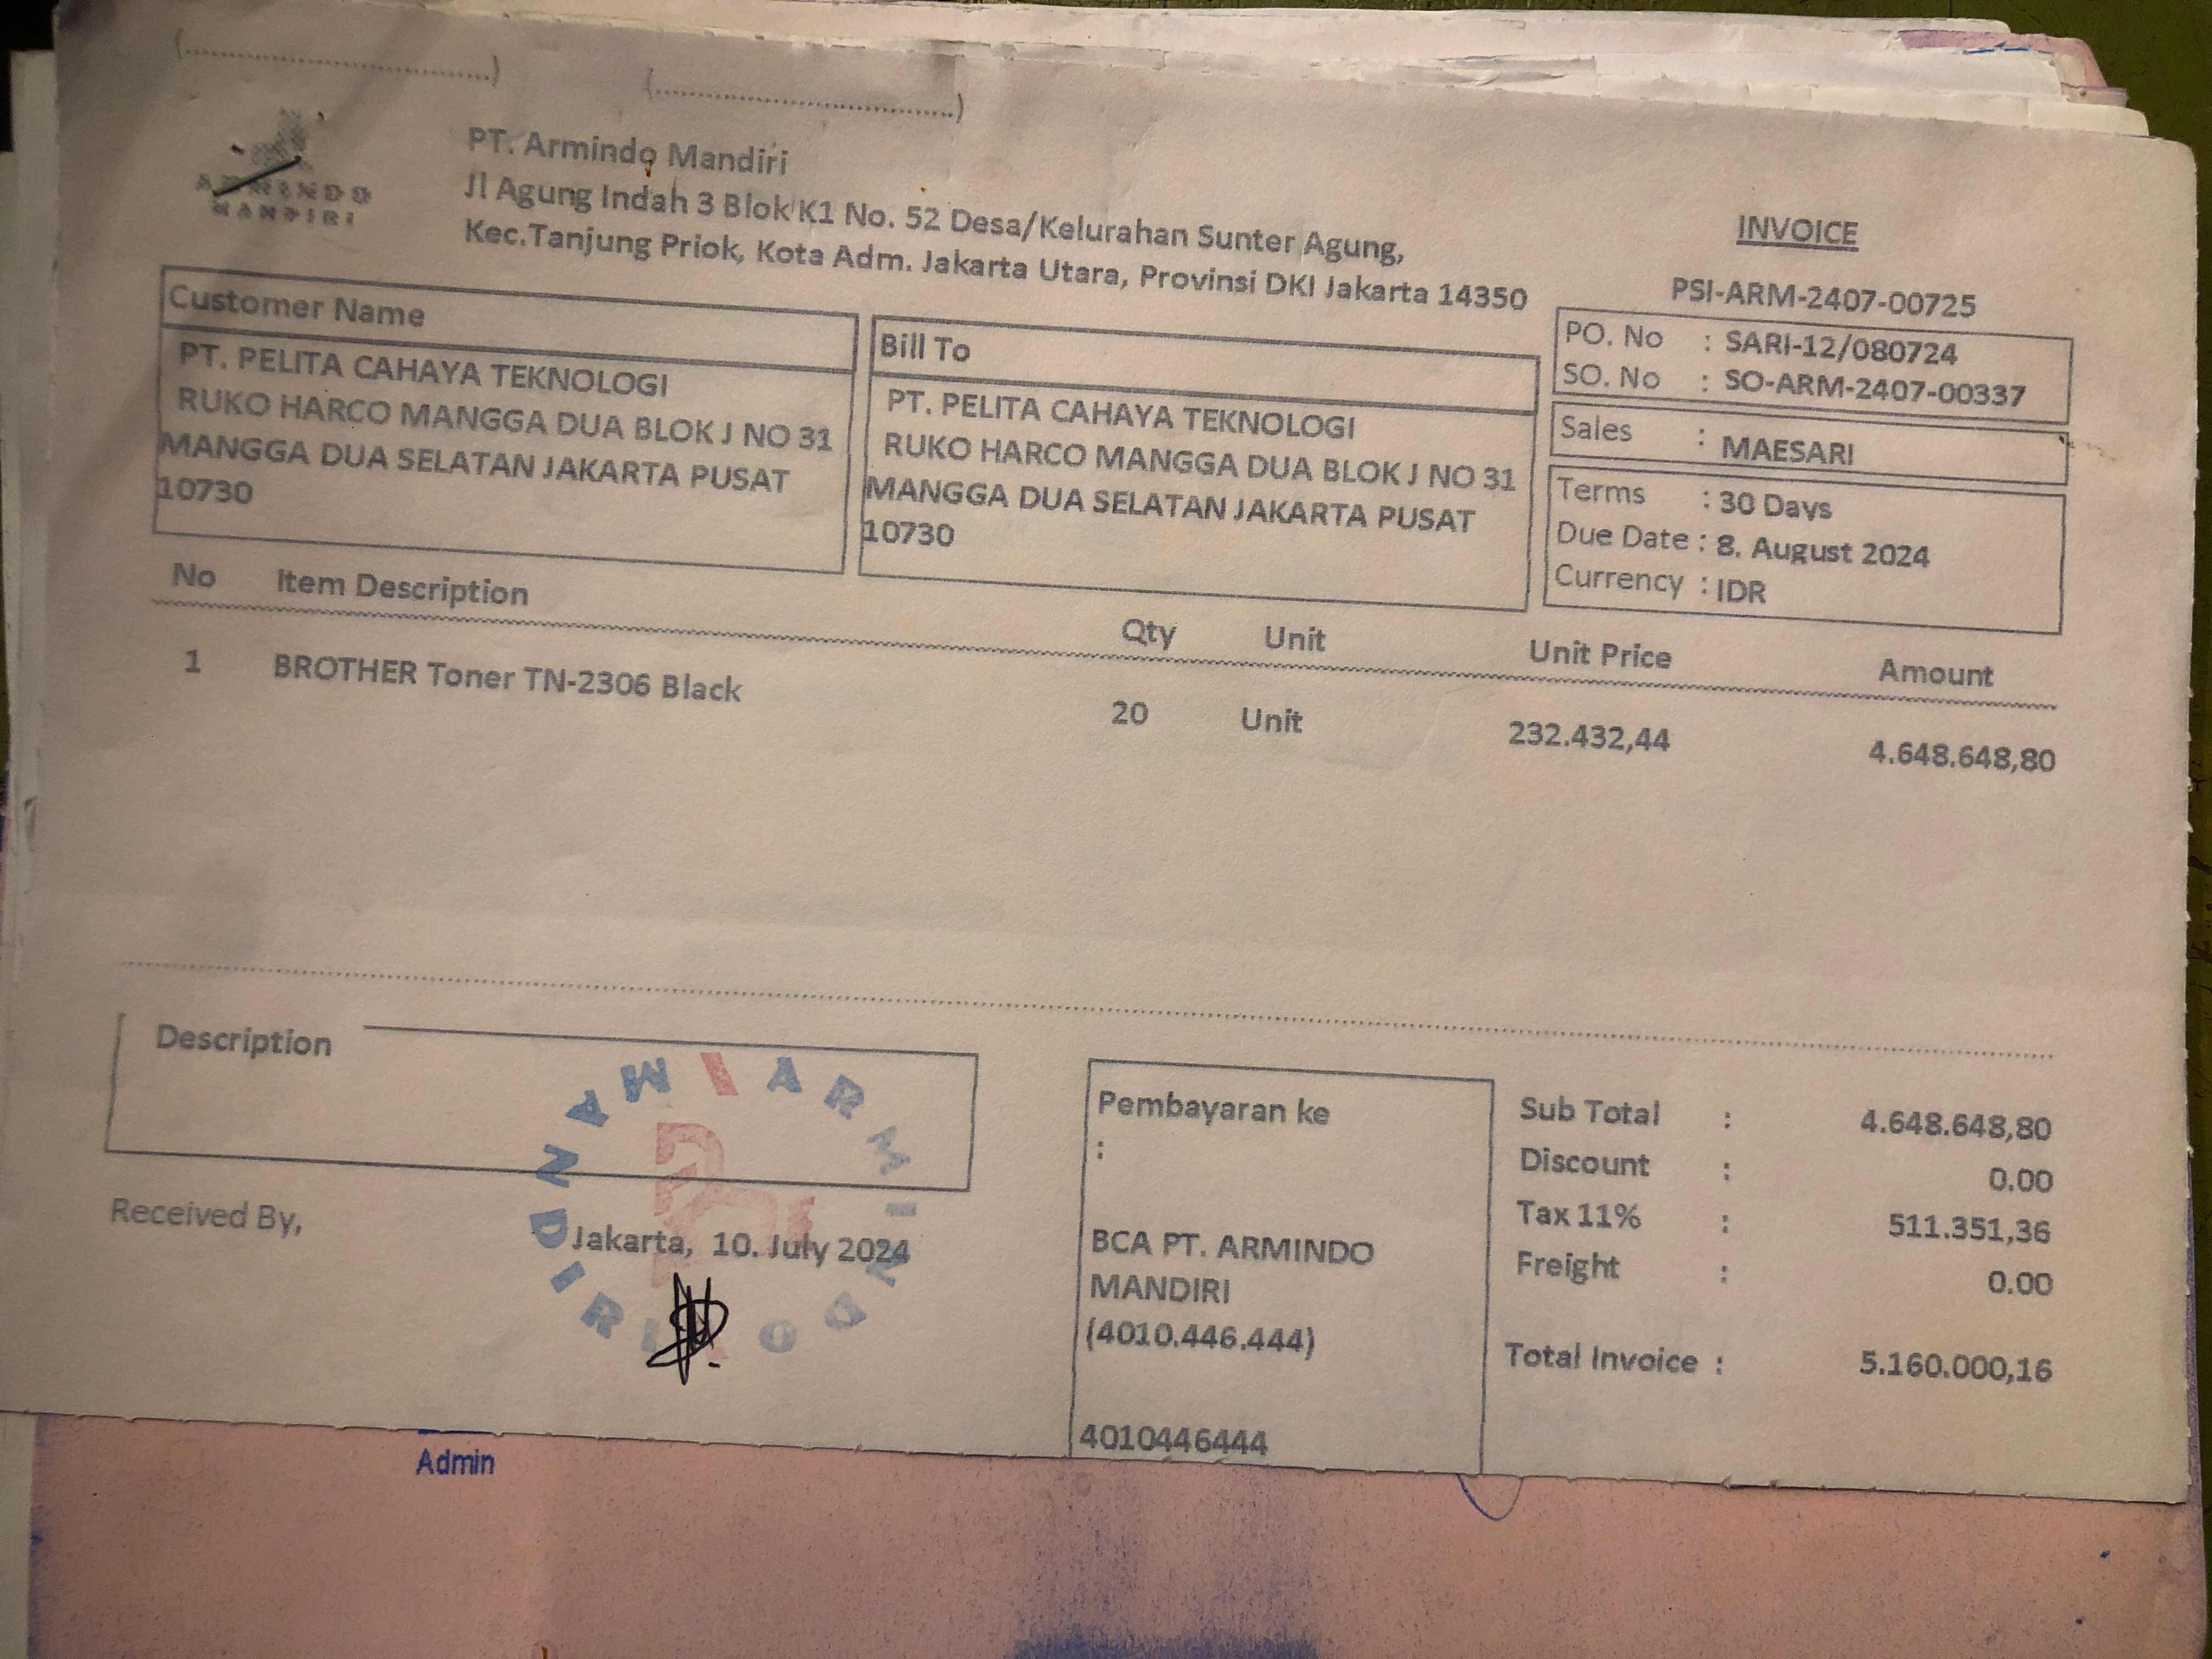 (..............................)
(..............................)
ARMINDO
MANDIRI
PT. Armindo Mandiri
Jl Agung Indah 3 Blok K1 No. 52 Desa/Kelurahan Sunter Agung,
Kec.Tanjung Priok, Kota Adm. Jakarta Utara, Provinsi DKI Jakarta 14350
INVOICE
PSI-ARM-2407-00725
Customer Name
PT. PELITA CAHAYA TEKNOLOGI
RUKO HARCO MANGGA DUA BLOK J NO 31
MANGGA DUA SELATAN JAKARTA PUSAT
10730
Bill To
PT. PELITA CAHAYA TEKNOLOGI
RUKO HARCO MANGGA DUA BLOK J NO 31
MANGGA DUA SELATAN JAKARTA PUSAT
10730
PO. No : SARI-12/080724
SO. No : SO-ARM-2407-00337
Sales : MAESARI
Terms : 30 Days
Due Date : 8. August 2024
Currency : IDR
No Item Description Qty Unit Unit Price Amount
1 BROTHER Toner TN-2306 Black 20 Unit 232.432,44 4.648.648,80
Description
Received By,
Jakarta, 10. July 2024
ARMINDO MANDIRI
Pembayaran ke
:
BCA PT. ARMINDO
MANDIRI
(4010.446.444)
4010446444
Sub Total : 4.648.648,80
Discount : 0.00
Tax 11% : 511.351,36
Freight : 0.00
Total Invoice : 5.160.000,16
Admin